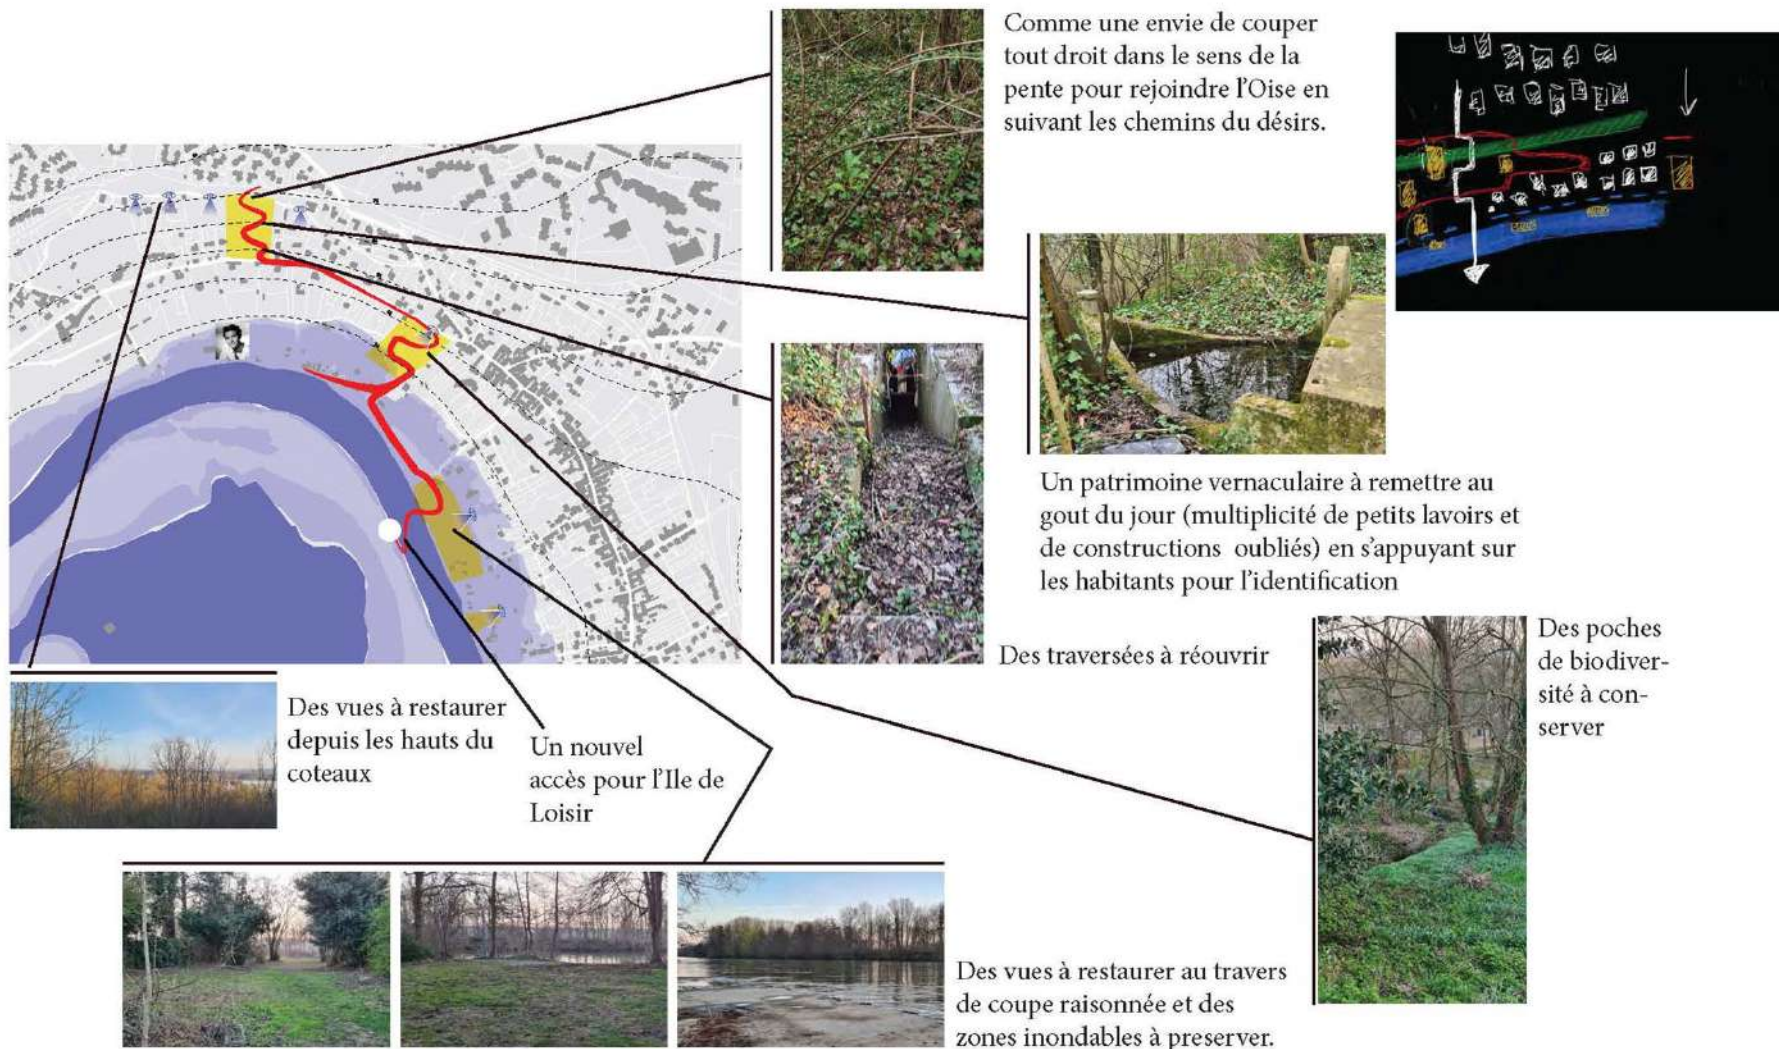 Comme une envie de couper
tout droit dans le sens de la
pente pour rejoindre l'Oise en
suivant les chemins du désirs.
Un patrimoine vernaculaire à remettre au
gout du jour (multiplicité de petits lavoirs et
de constructions oubliés) en s'appuyant sur
les habitants pour l'identification
Des traversées à réouvrir
Des poches
de biodiver-
sité à con-
server
Des vues à restaurer
depuis les hauts du
coteaux
Un nouvel
accès pour l'Ile de
Loisir
Des vues à restaurer au travers
de coupe raisonnée et des
zones inondables à preserver.